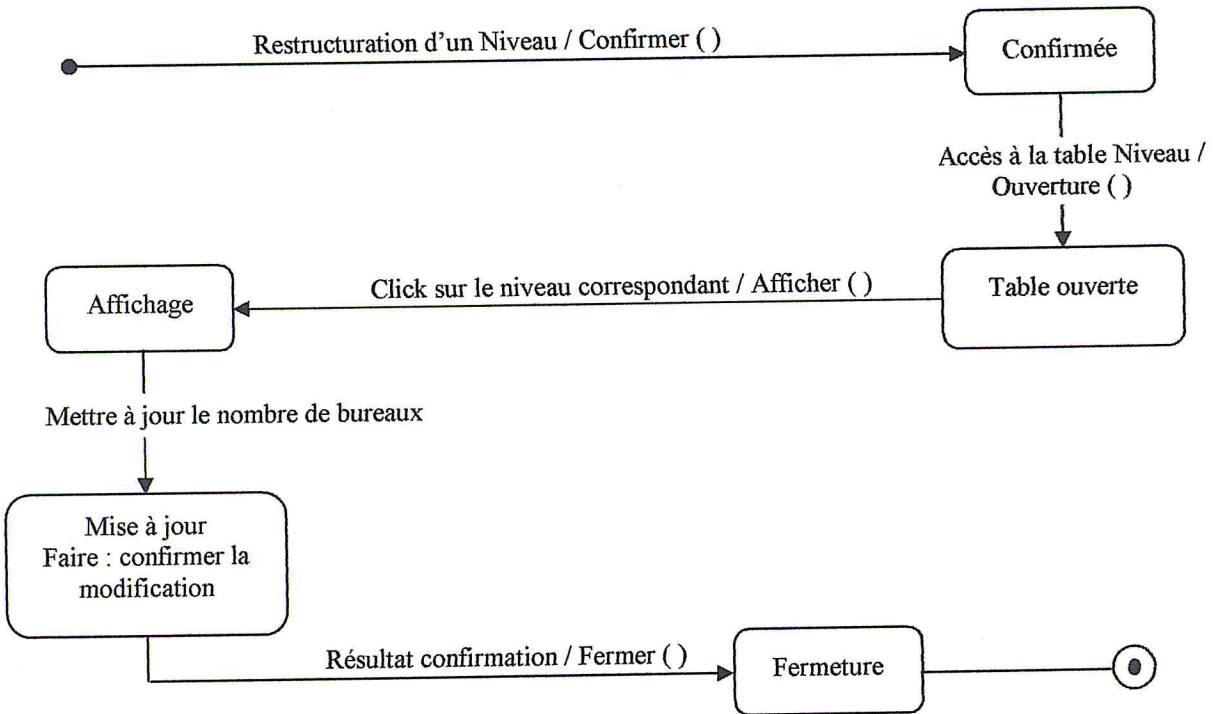 Restructuration d'un Niveau / Confirmer ( )
Confirmée
Accès à la table Niveau /
Ouverture ( )
Table ouverte
Click sur le niveau correspondant / Afficher ( )
Affichage
Mettre à jour le nombre de bureaux
Mise à jour
Faire : confirmer la
modification
Résultat confirmation / Fermer ( )
Fermeture